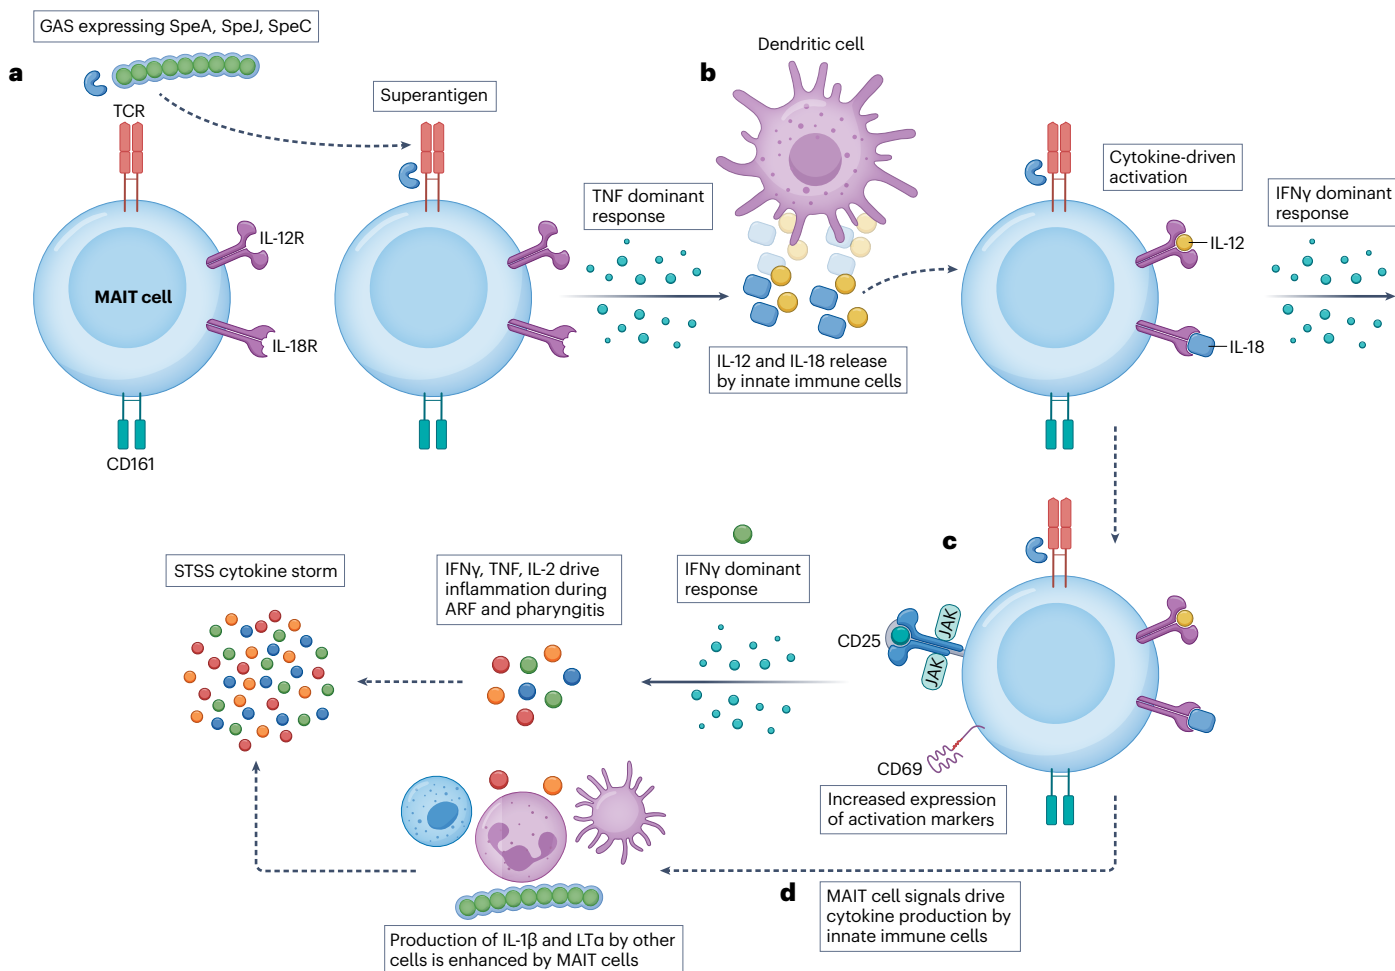 GAS expressing SpeA, SpeJ, SpeC
a
TCR
Superantigen
IL-12R
MAIT cell
IL-18R
CD161
TNF dominant
response
b
Dendritic cell
IL-12 and IL-18 release
by innate immune cells
Cytokine-driven
activation
IL-12
IL-18
IFNγ dominant
response
c
CD25
JAK
JAK
CD69
Increased expression
of activation markers
IFNγ dominant
response
IFNγ, TNF, IL-2 drive
inflammation during
ARF and pharyngitis
STSS cytokine storm
d
MAIT cell signals drive
cytokine production by
innate immune cells
Production of IL-1β and LTα by other
cells is enhanced by MAIT cells